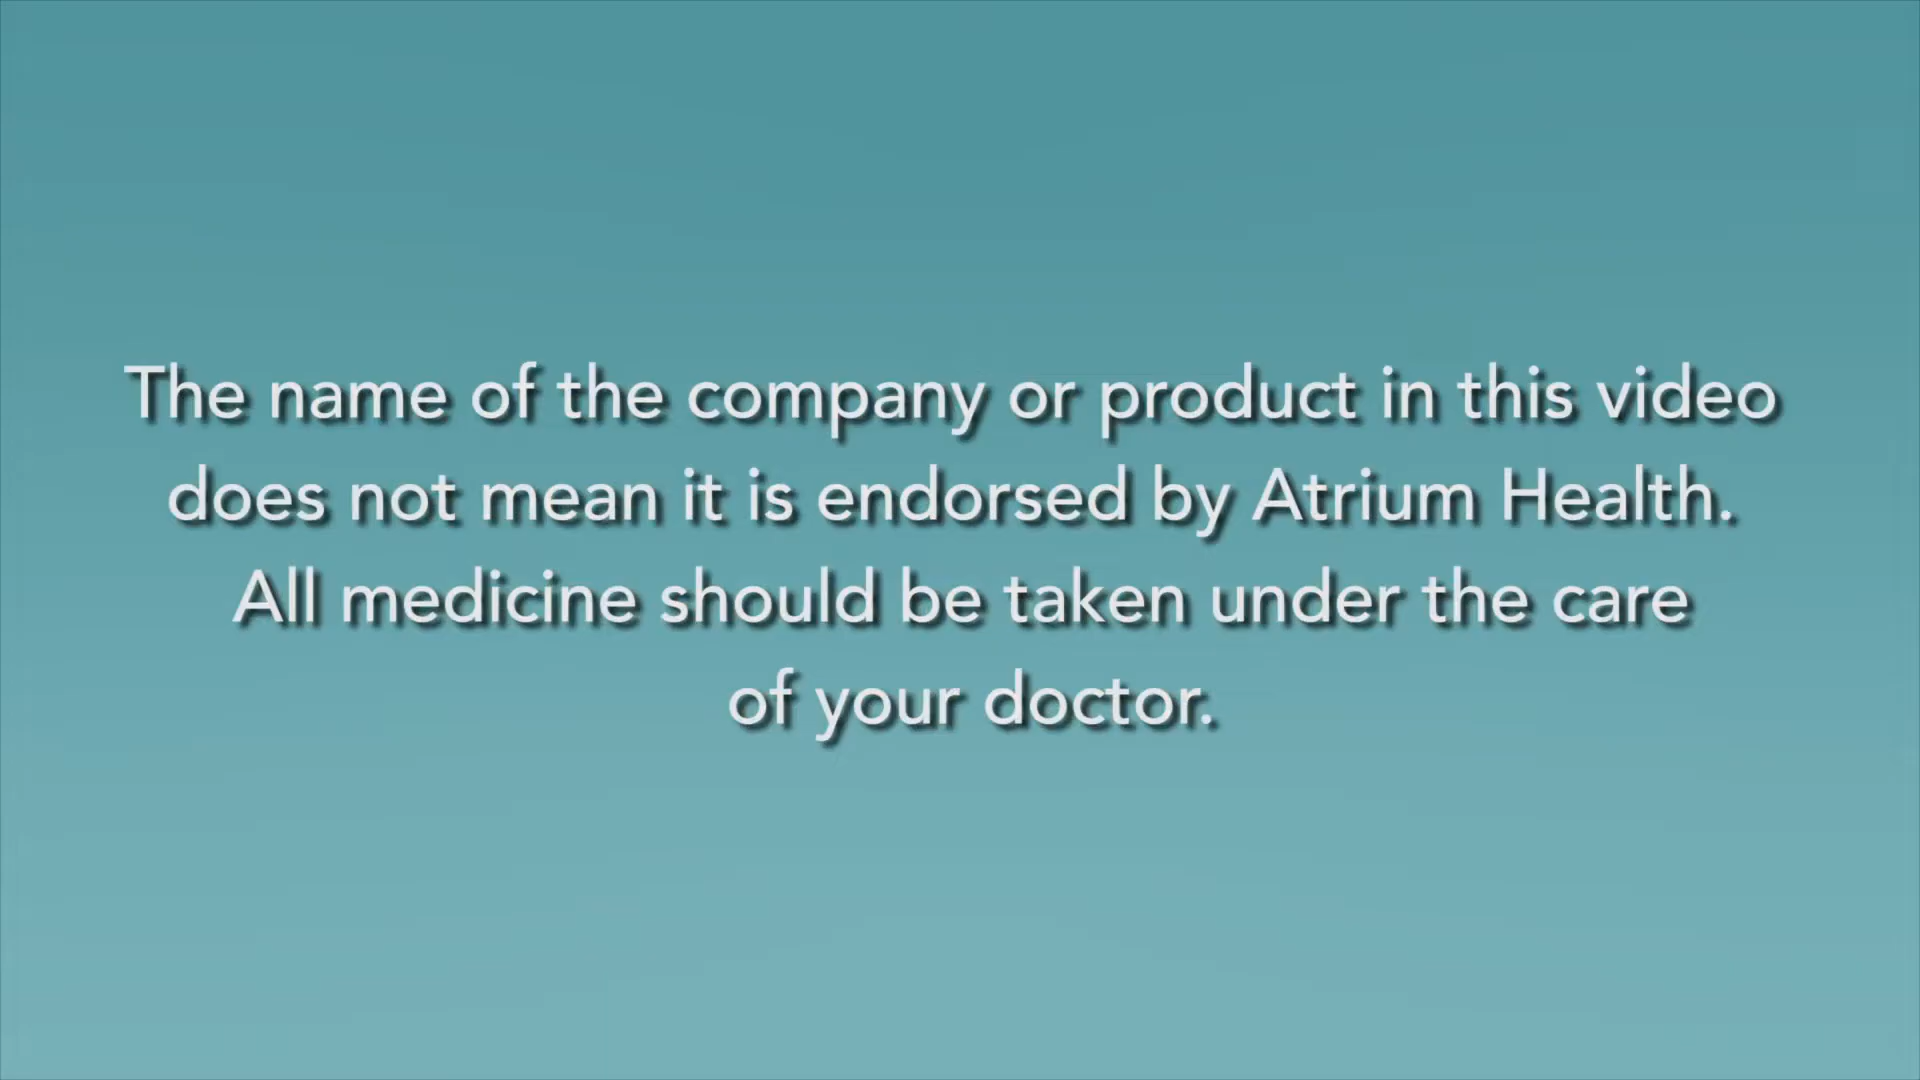 The name of the company or product in this video
does not mean it is endorsed by Atrium Health.
All medicine should be taken under the care
of your doctor.